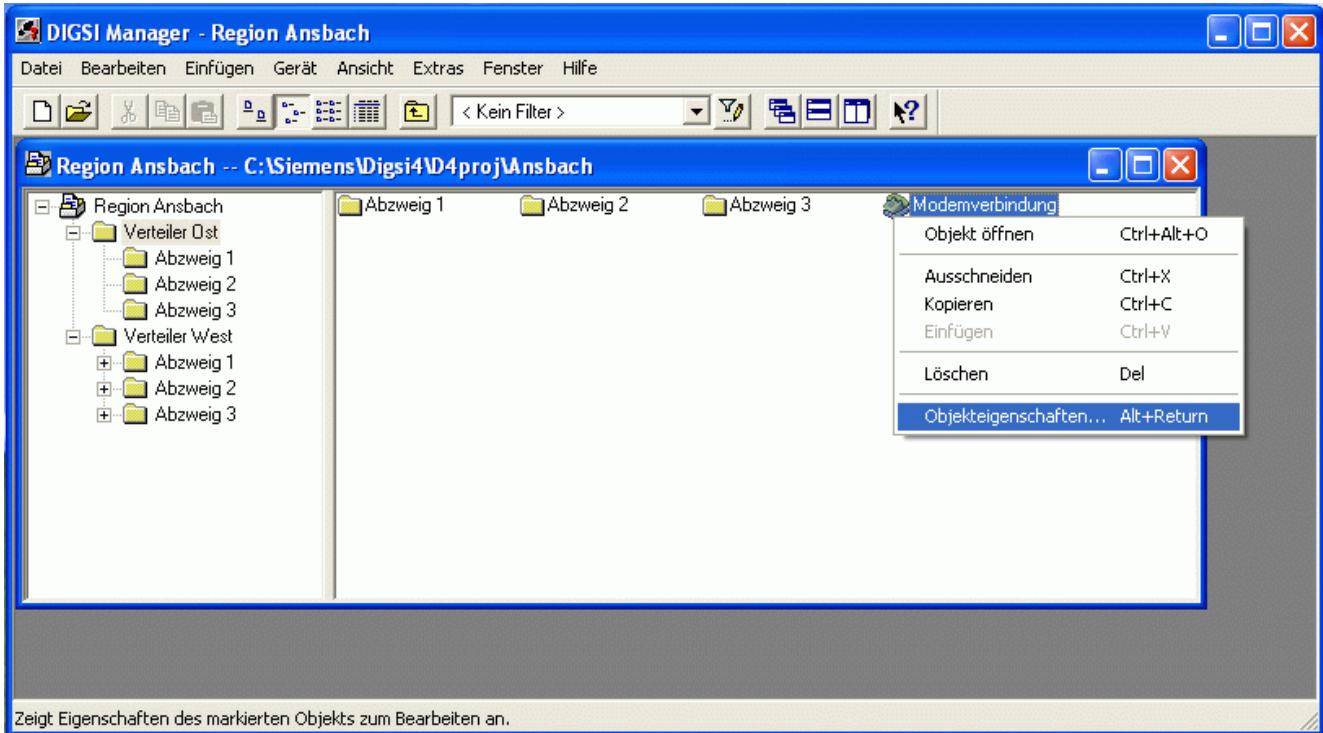 DIGSI Manager - Region Ansbach
Datei Bearbeiten Einfügen Gerät Ansicht Extras Fenster Hilfe
< Kein Filter >
Region Ansbach -- C:\Siemens\Digsi4\D4proj\Ansbach
Region Ansbach
Verteiler Ost
Abzweig 1
Abzweig 2
Abzweig 3
Verteiler West
Abzweig 1
Abzweig 2
Abzweig 3
Abzweig 1 Abzweig 2 Abzweig 3 Modemverbindung
Objekt öffnen Ctrl+Alt+O
Ausschneiden Ctrl+X
Kopieren Ctrl+C
Einfügen Ctrl+V
Löschen Del
Objekteigenschaften... Alt+Return
Zeigt Eigenschaften des markierten Objekts zum Bearbeiten an.